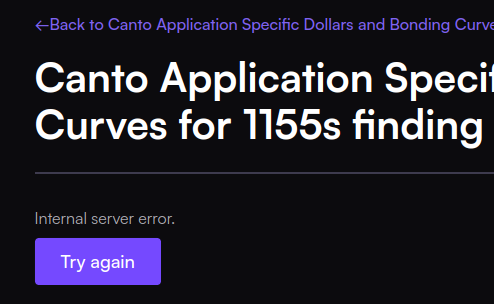 ←Back to Canto Application Specific Dollars and Bonding Curve
Canto Application Specif
Curves for 1155s finding
Internal server error.
Try again